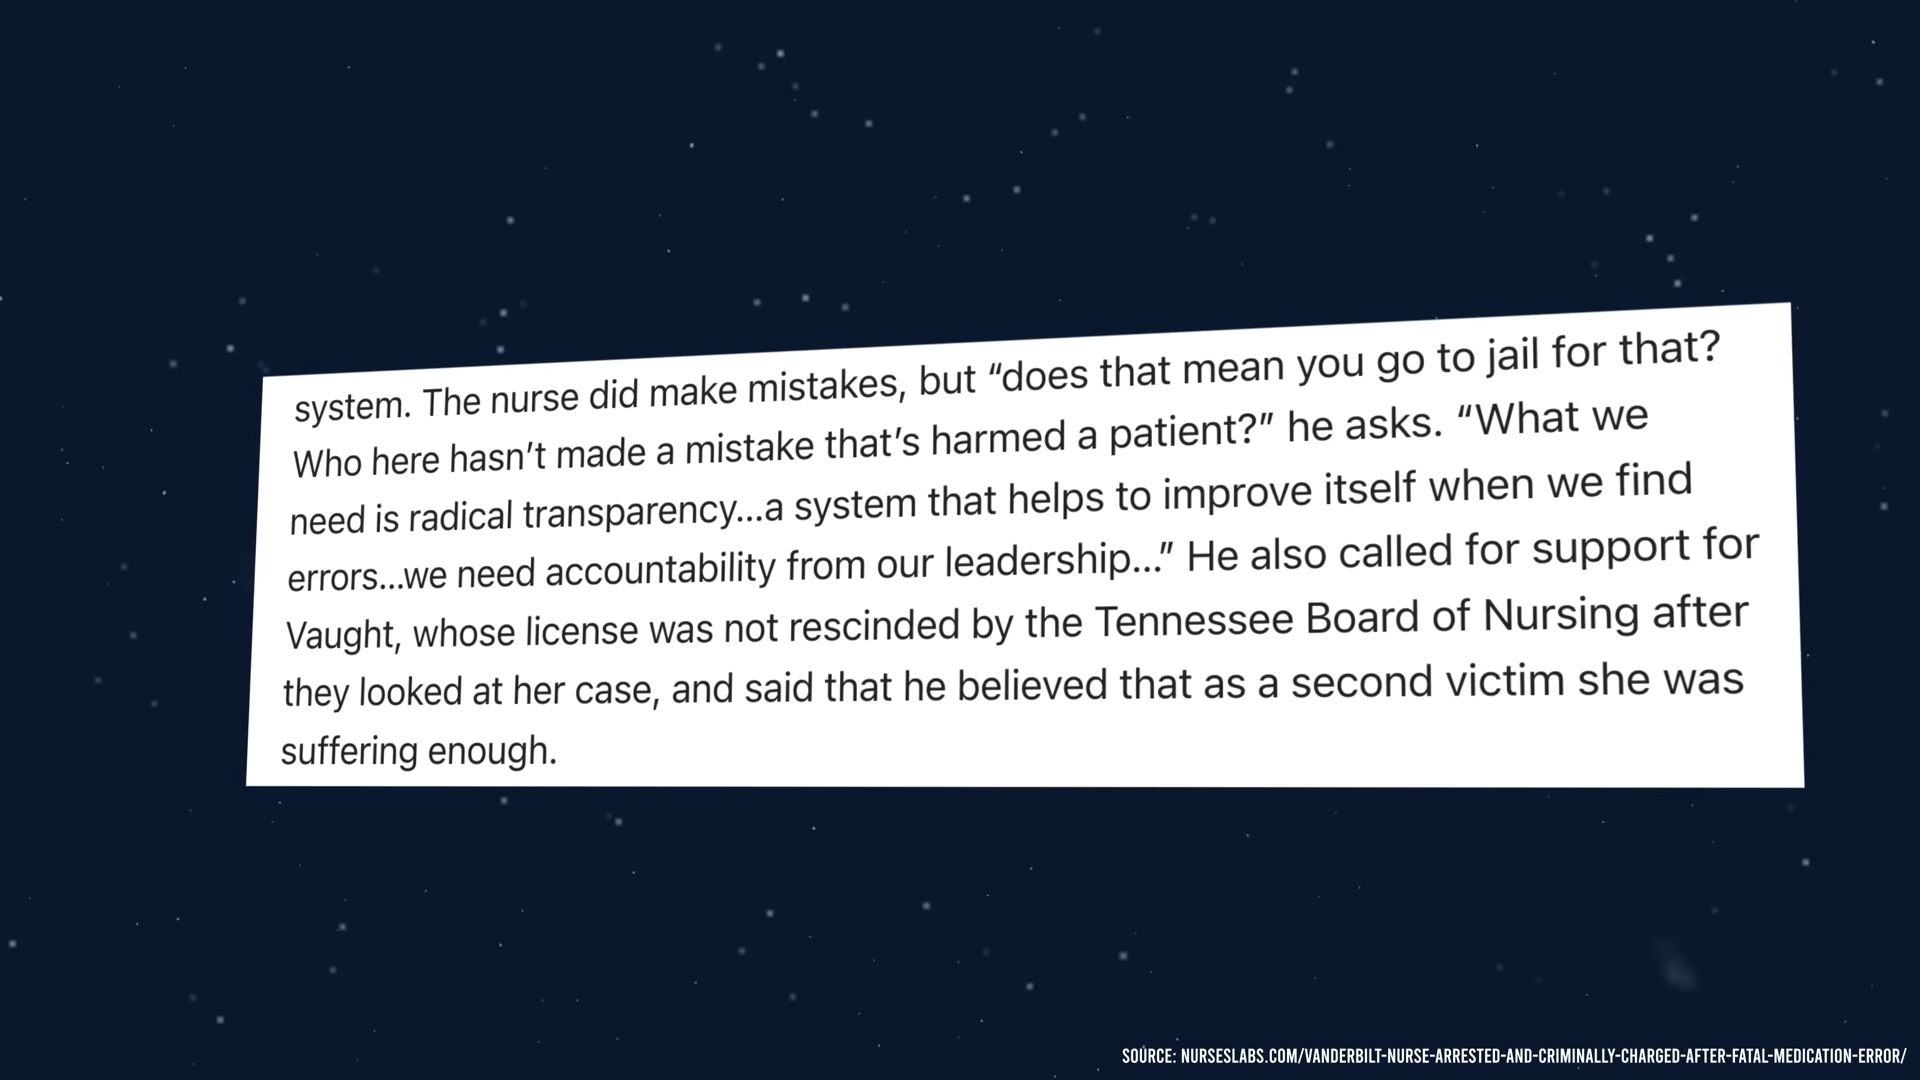 system. The nurse did make mistakes, but “does that mean you go to jail for that?
Who here hasn’t made a mistake that’s harmed a patient?” he asks. “What we
need is radical transparency…a system that helps to improve itself when we find
errors…we need accountability from our leadership…” He also called for support for
Vaught, whose license was not rescinded by the Tennessee Board of Nursing after
they looked at her case, and said that he believed that as a second victim she was
suffering enough.
SOURCE: NURSESLABS.COM/VANDERBILT-NURSE-ARRESTED-AND-CRIMINALLY-CHARGED-AFTER-FATAL-MEDICATION-ERROR/